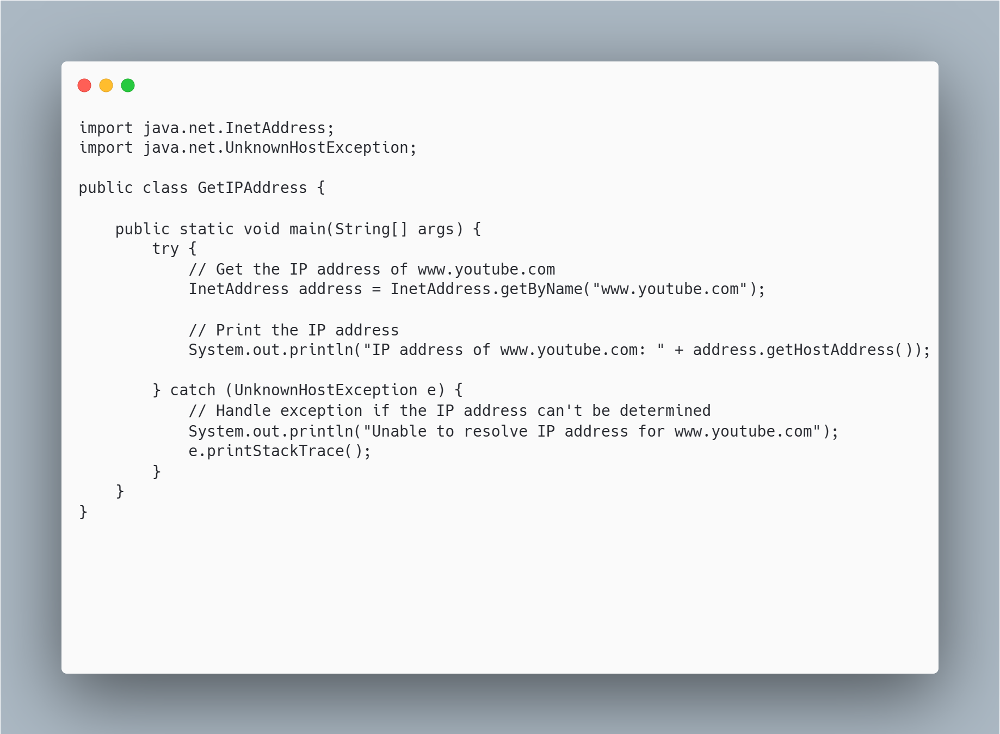 import java.net.InetAddress;
import java.net.UnknownHostException;

public class GetIPAddress {

    public static void main(String[] args) {
        try {
            // Get the IP address of www.youtube.com
            InetAddress address = InetAddress.getByName("www.youtube.com");

            // Print the IP address
            System.out.println("IP address of www.youtube.com: " + address.getHostAddress());

        } catch (UnknownHostException e) {
            // Handle exception if the IP address can't be determined
            System.out.println("Unable to resolve IP address for www.youtube.com");
            e.printStackTrace();
        }
    }
}